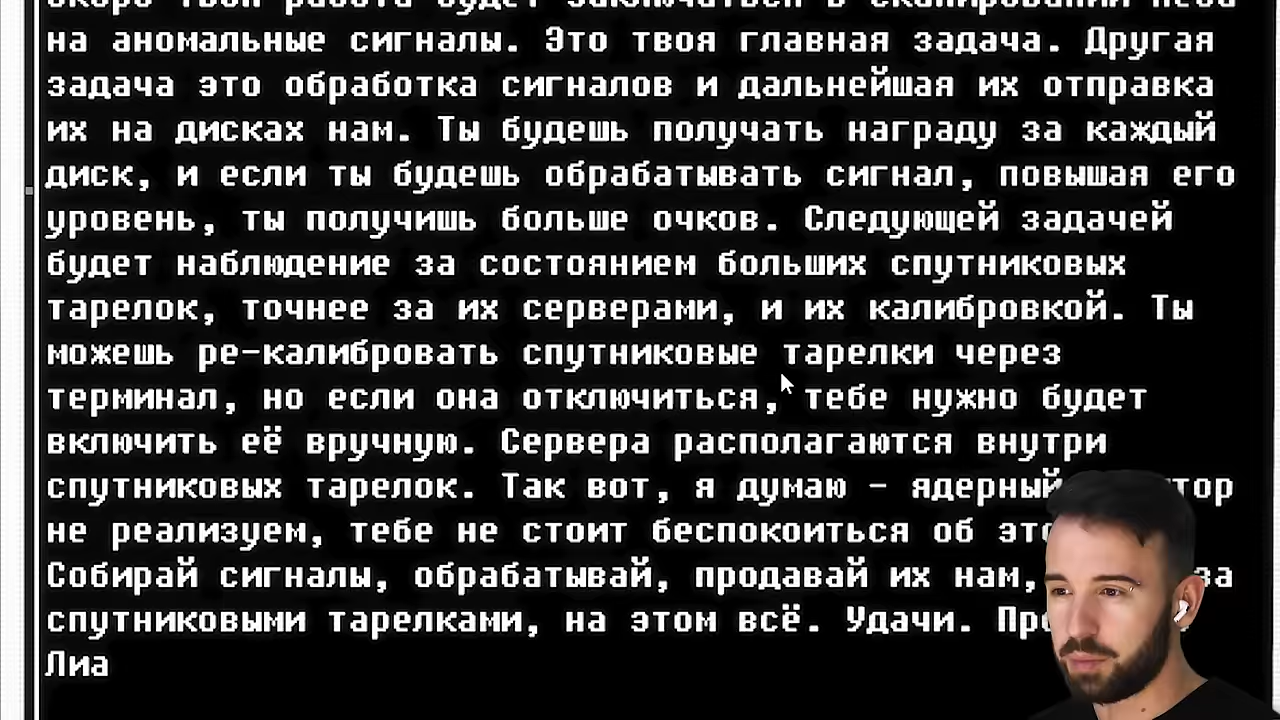 на аномальные сигналы. Это твоя главная задача. Другая
задача это обработка сигналов и дальнейшая их отправка
их на дисках нам. Ты будешь получать награду за каждый
диск, и если ты будешь обрабатывать сигнал, повышая его
уровень, ты получишь больше очков. Следующей задачей
будет наблюдение за состоянием больших спутниковых
тарелок, точнее за их серверами, и их калибровкой. Ты
можешь ре-калибровать спутниковые тарелки через
терминал, но если она отключиться, тебе нужно будет
включить её вручную. Сервера располагаются внутри
спутниковых тарелок. Так вот, я думаю – ядерный
не реализуем, тебе не стоит беспокоиться об
Собирай сигналы, обрабатывай, продавай их нам, за
спутниковыми тарелками, на этом всё. Удачи.
Лиа